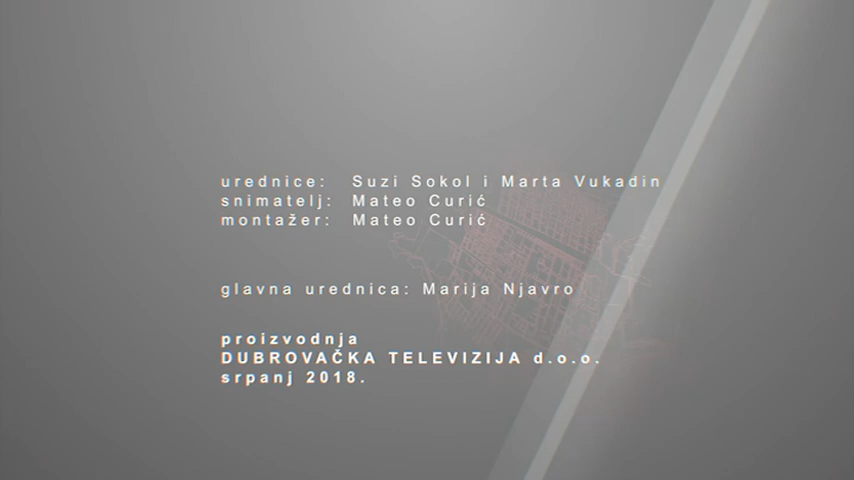 urednice: Suzi Sokol i Marta Vukadin
snimatelj: Mateo Curić
montažer: Mateo Curić
glavna urednica: Marija Njavro
proizvodnja
DUBROVAČKA TELEVIZIJA d.o.o.
srpanj 2018.